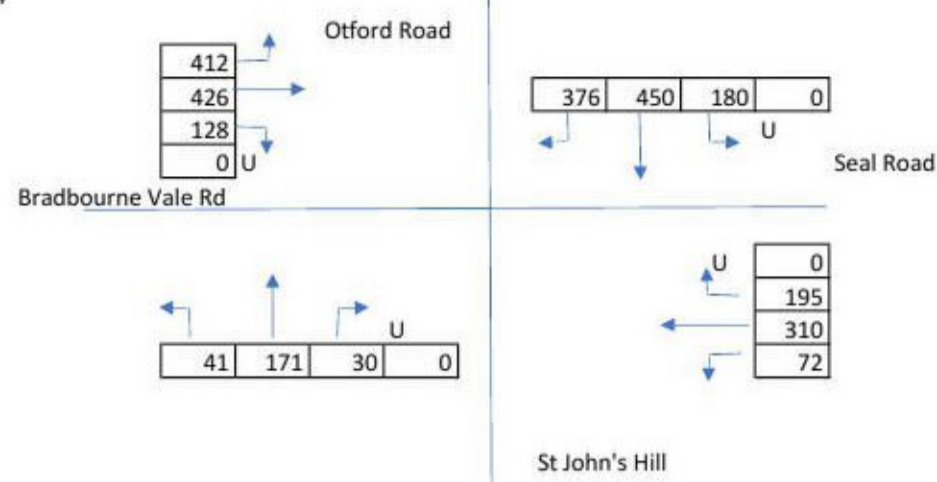 Otford Road
412
426
128
0 U
376 450 180 0
U
Seal Road
Bradbourne Vale Rd
U 0
195
310
72
U
41 171 30 0
St John's Hill